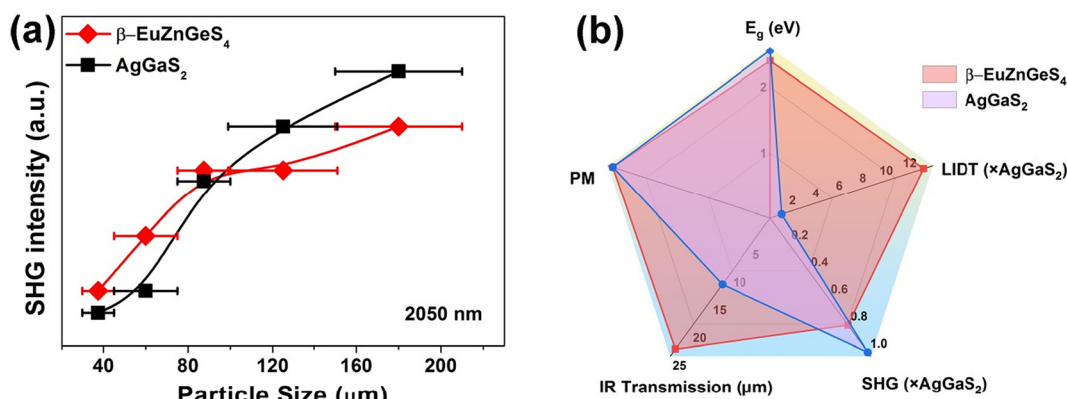 (a)
β−EuZnGeS₄
AgGaS₂
SHG intensity (a.u.)
2050 nm
40 80 120 160 200
Particle Size (μm)
(b)
E_g (eV)
2
1
β−EuZnGeS₄
AgGaS₂
LIDT (×AgGaS₂)
2 4 6 8 10 12
PM
0.2
0.4
0.6
0.8
1.0
5
10
15
20
25
IR Transmission (μm)
SHG (×AgGaS₂)